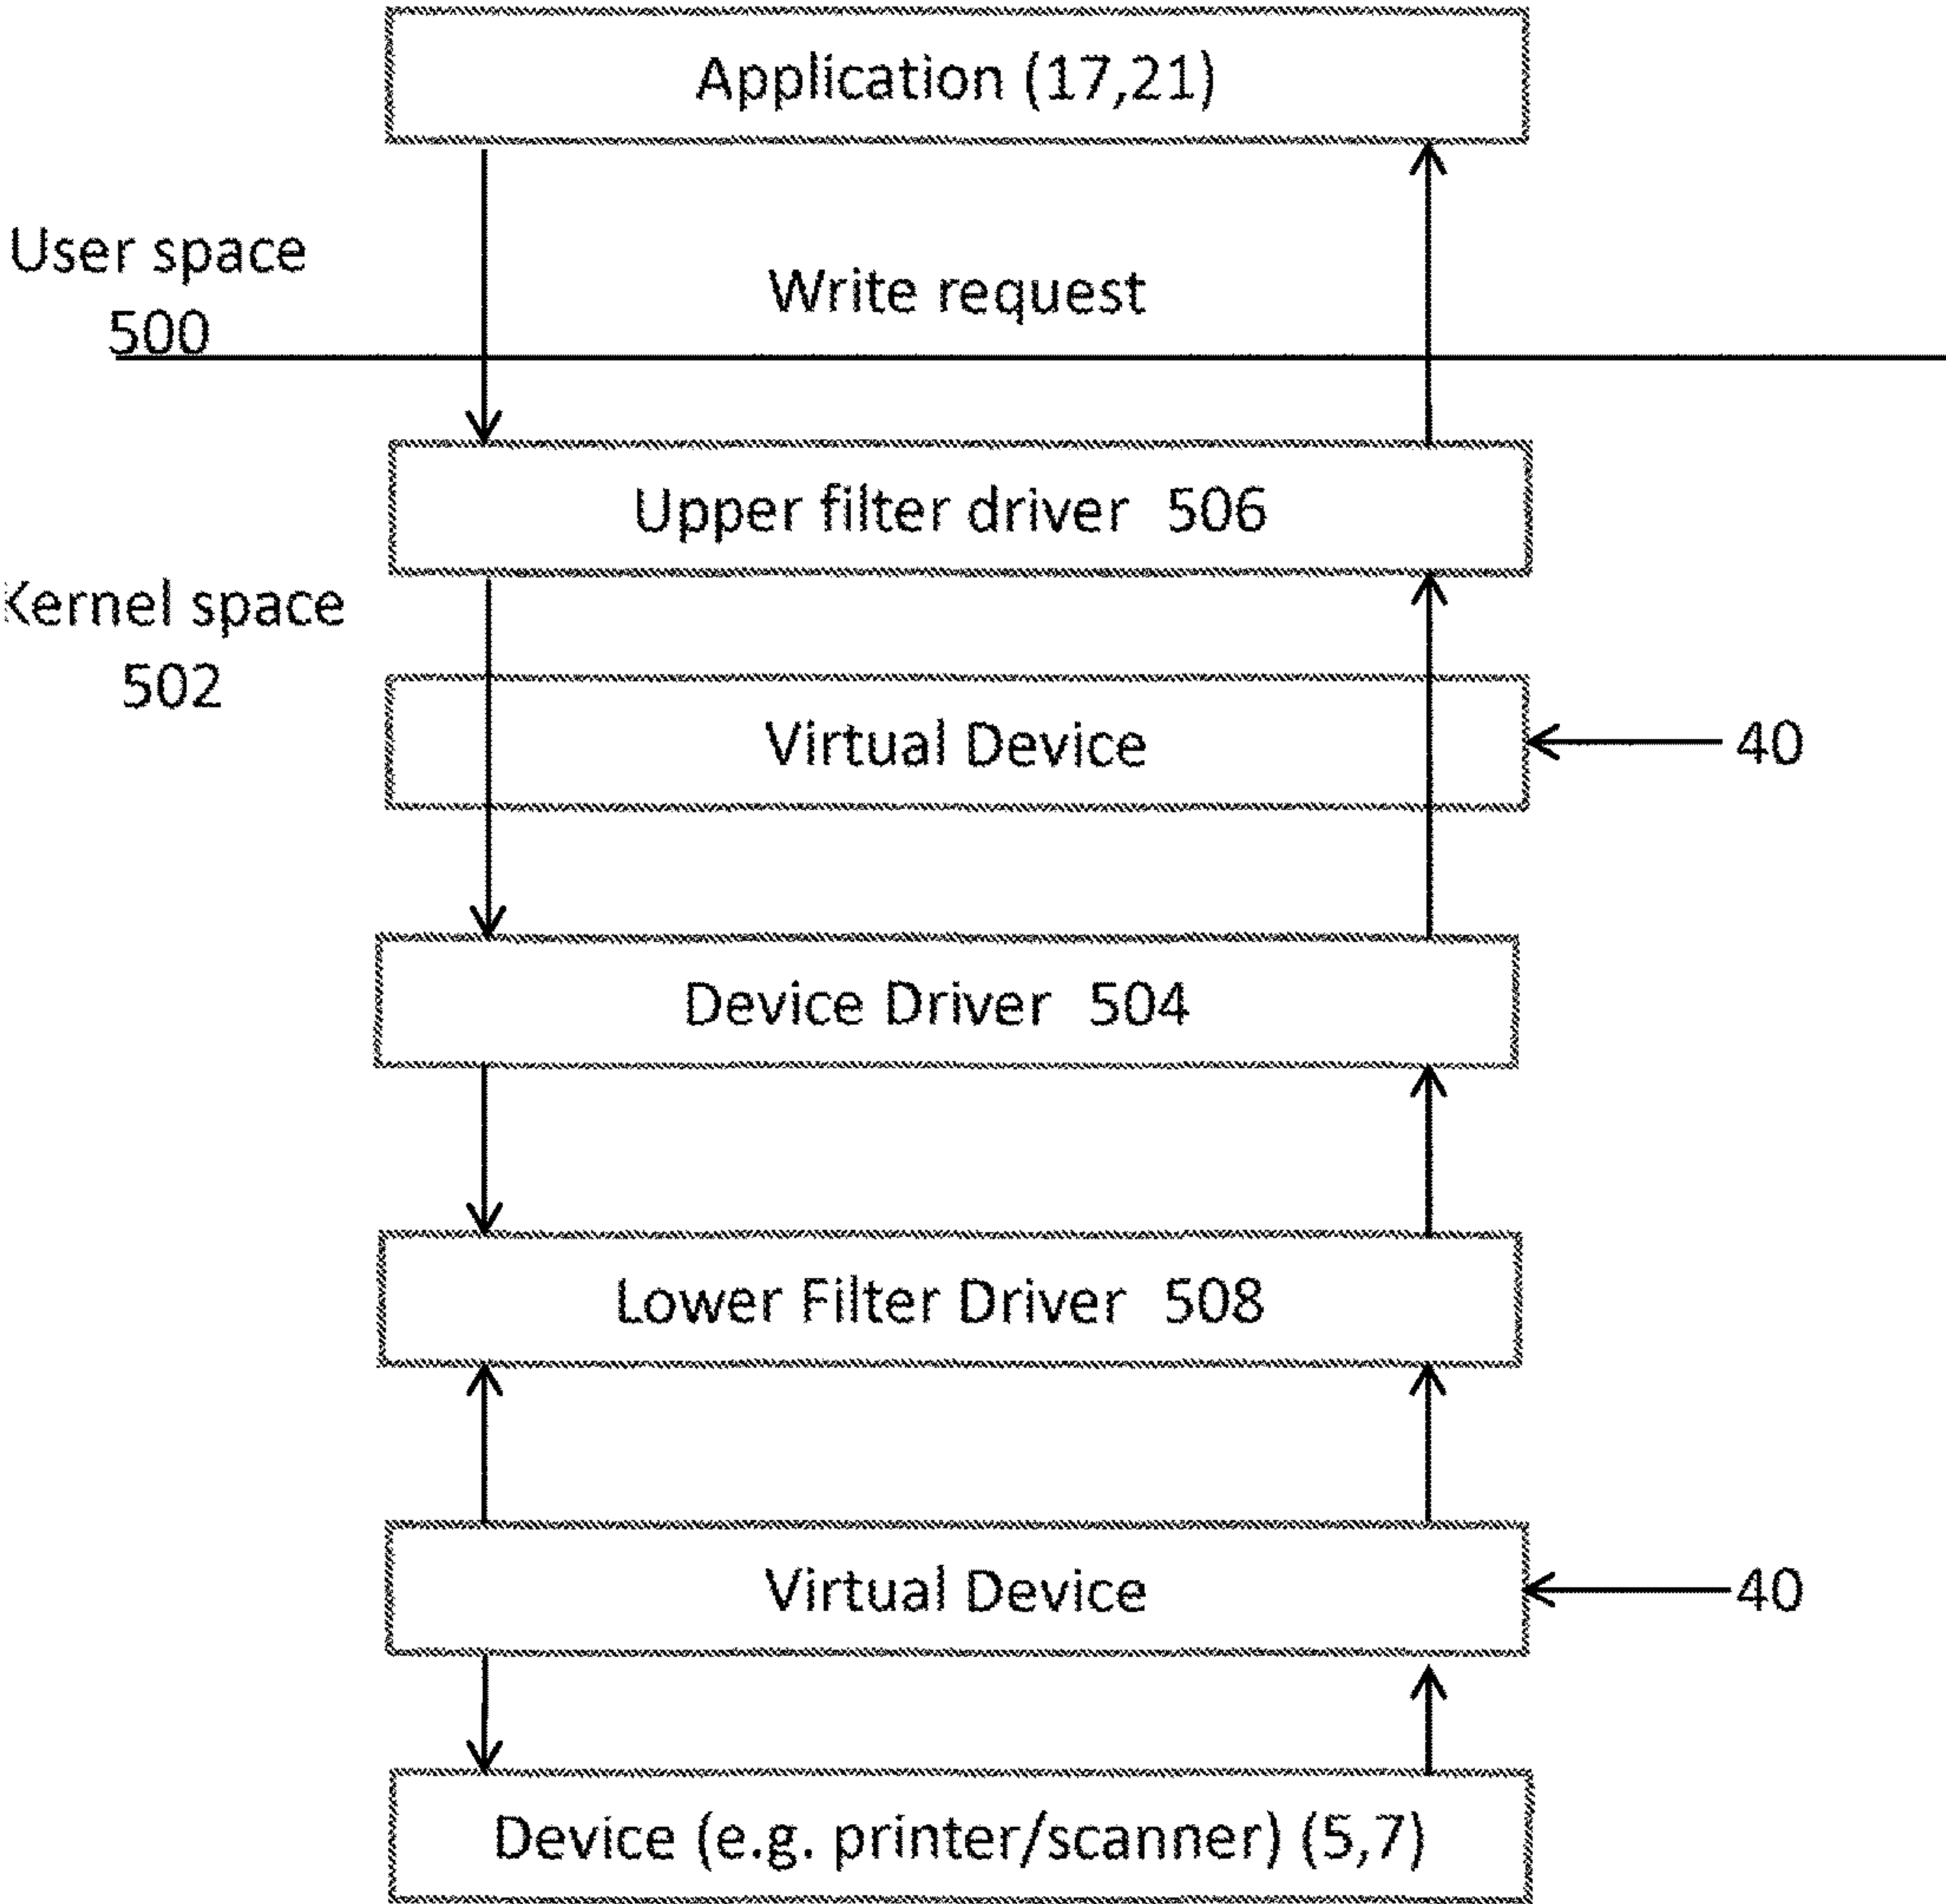 Application (17,21)
User space
500
Write request
Upper filter driver 506
Kernel space
502
Virtual Device
40
Device Driver 504
Lower Filter Driver 508
Virtual Device
40
Device (e.g. printer/scanner) (5,7)